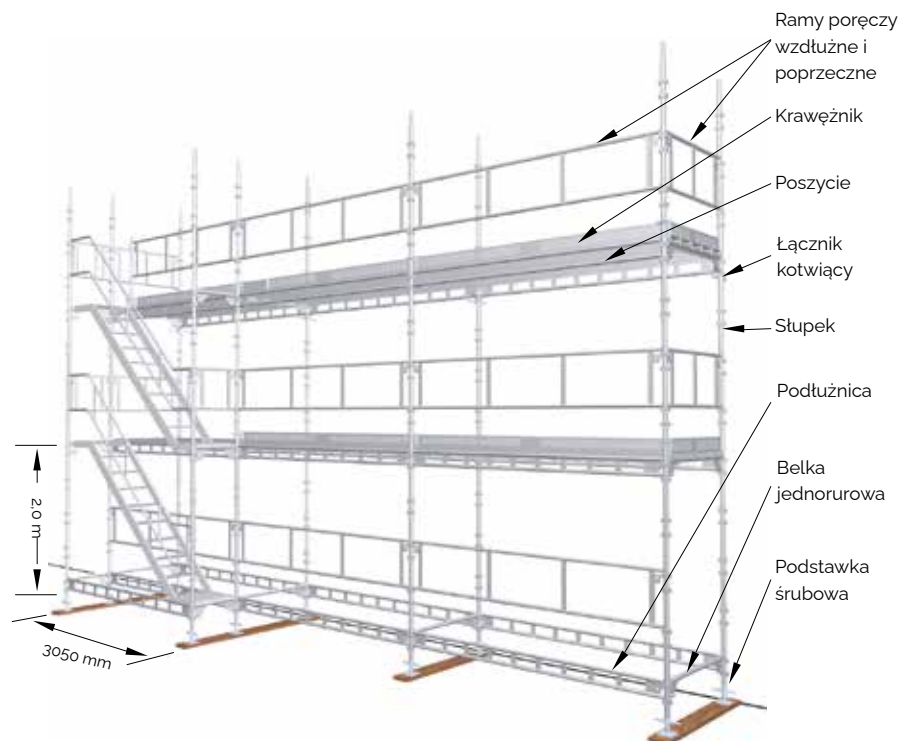 Ramy poręczy
wzdłużne i
poprzeczne
Krawężnik
Poszycie
Łącznik
kotwiący
Słupek
Podłużnica
Belka
jednorurowa
Podstawka
śrubowa
2,0 m
3050 mm